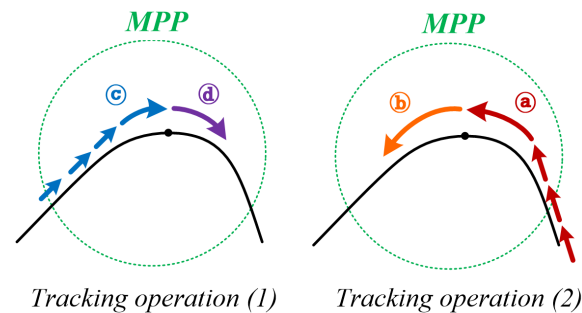 MPP
ⓒ ⓓ
Tracking operation (1)
MPP
ⓑ ⓐ
Tracking operation (2)